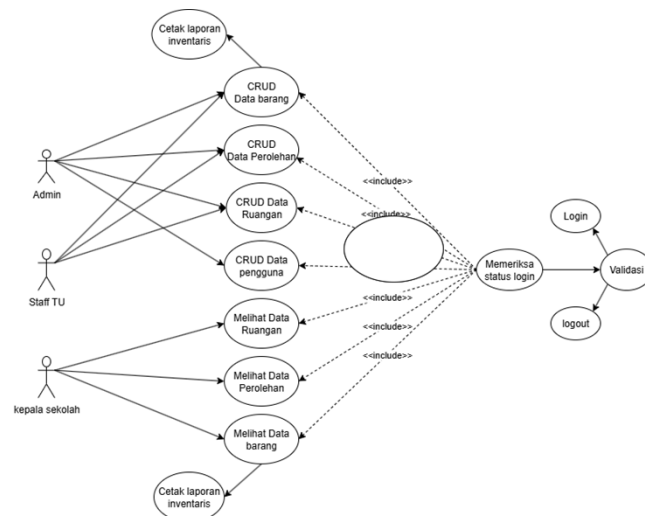 Cetak laporan
inventaris
CRUD
Data barang
CRUD
Data Perolehan
Admin
CRUD Data
Ruangan
CRUD Data
pengguna
Staff TU
Melihat Data
Ruangan
Melihat Data
Perolehan
kepala sekolah
Melihat Data
barang
Cetak laporan
inventaris
<<include>>
<<include>>
<<include>>
<<include>>
<<include>>
Memeriksa
status login
Login
Validasi
logout